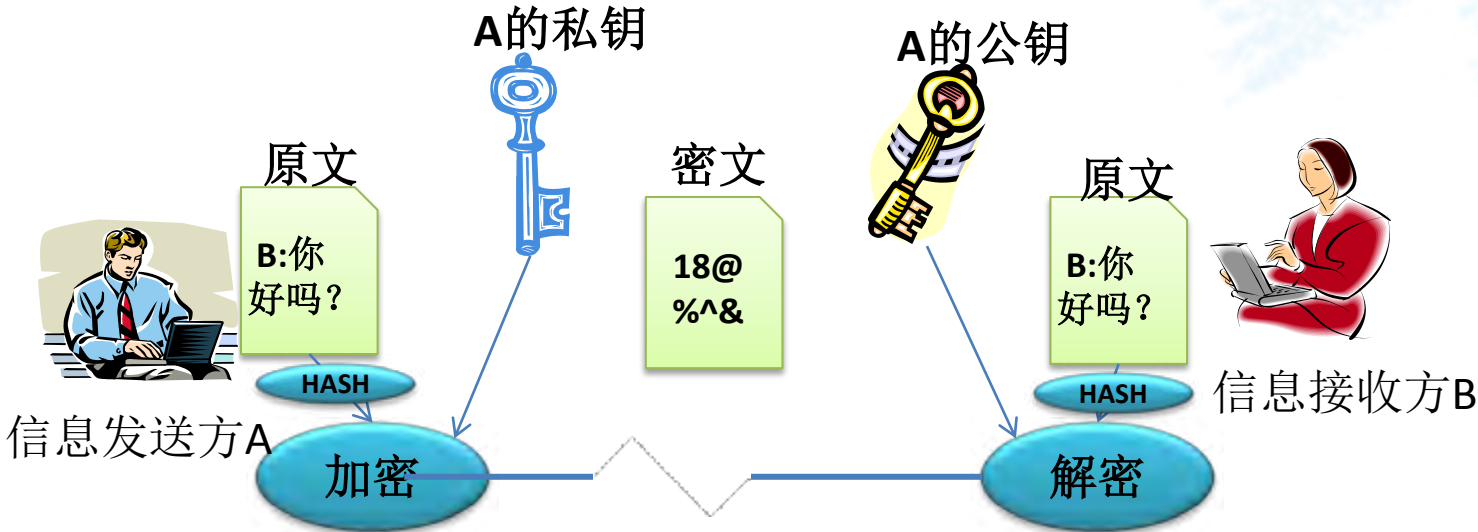 A的私钥
A的公钥
原文
密文
原文
B:你
好吗?
18@
%^&
B:你
好吗?
HASH
HASH
信息发送方A
信息接收方B
加密
解密